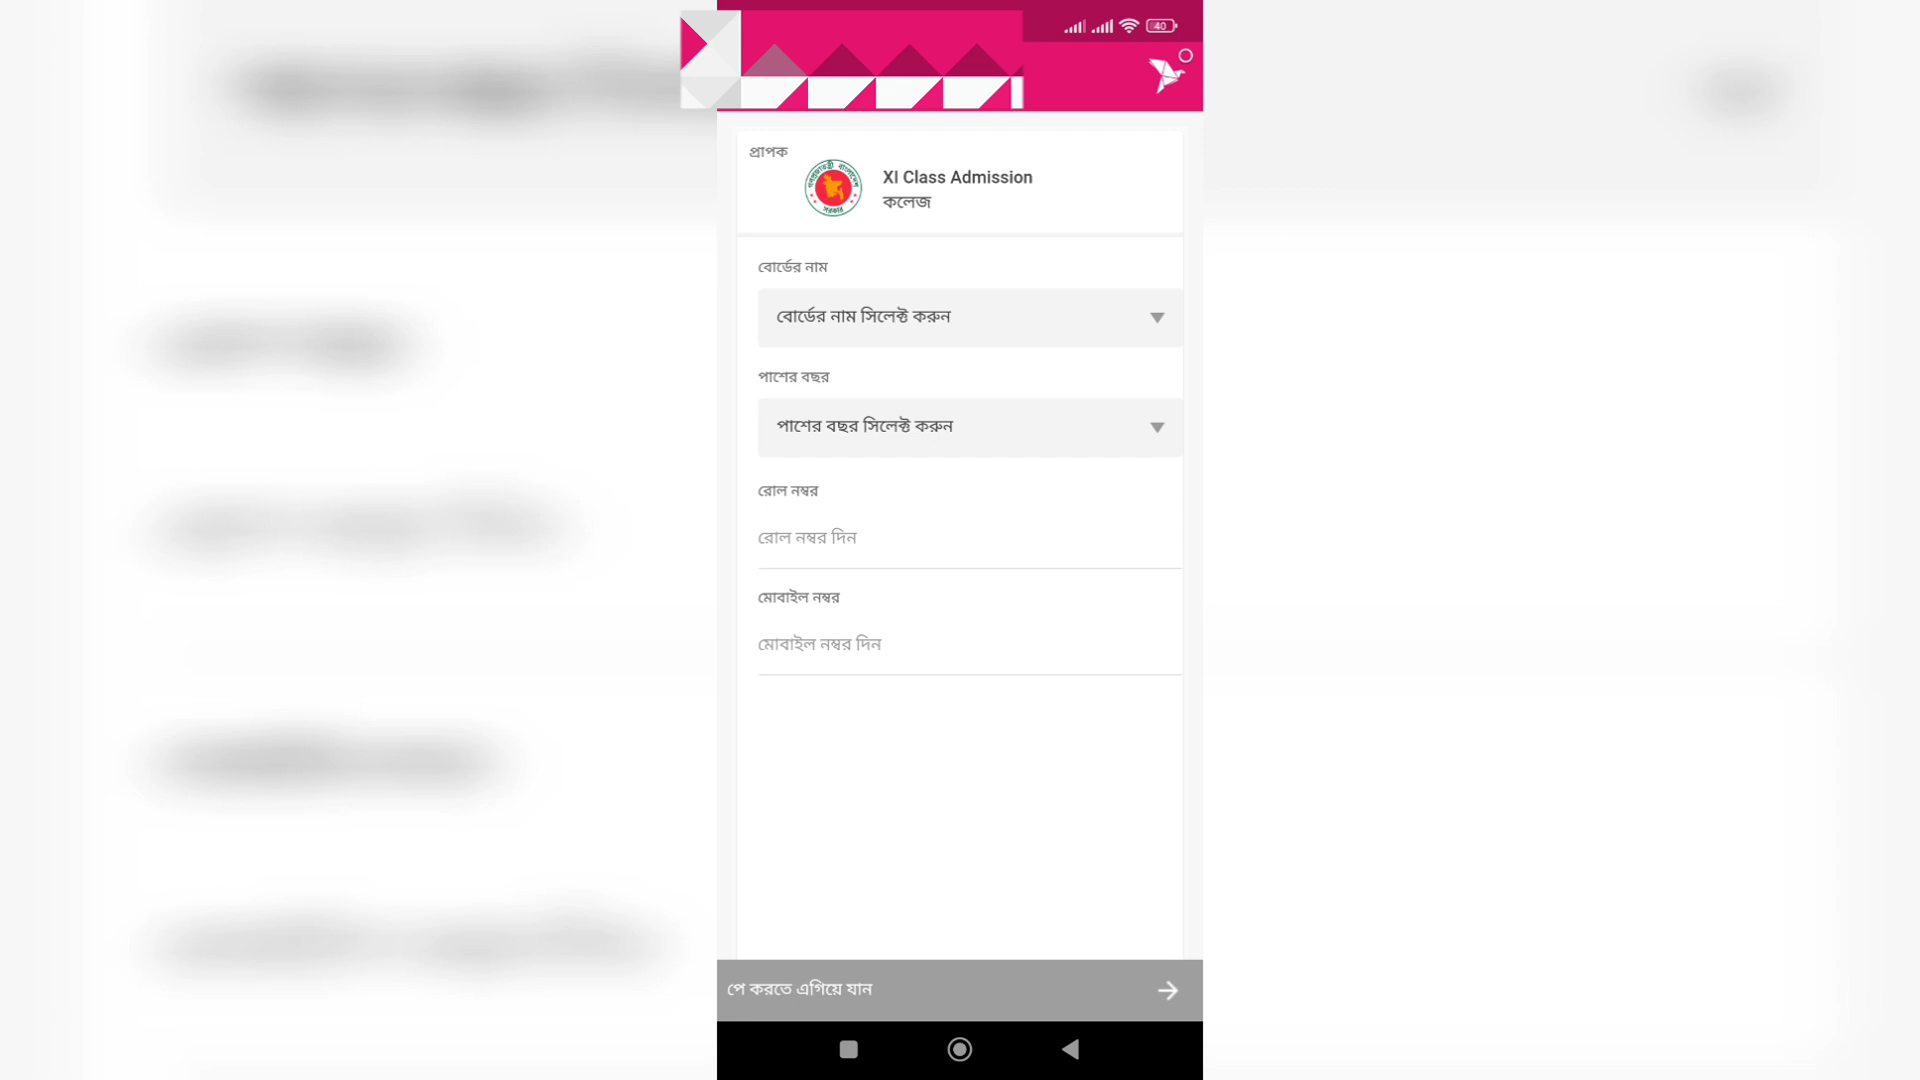 40
প্রাপক
XI Class Admission
কলেজ
বোর্ডের নাম
বোর্ডের নাম সিলেক্ট করুন
পাশের বছর
পাশের বছর সিলেক্ট করুন
রোল নম্বর
রোল নম্বর দিন
মোবাইল নম্বর
মোবাইল নম্বর দিন
পে করতে এগিয়ে যান